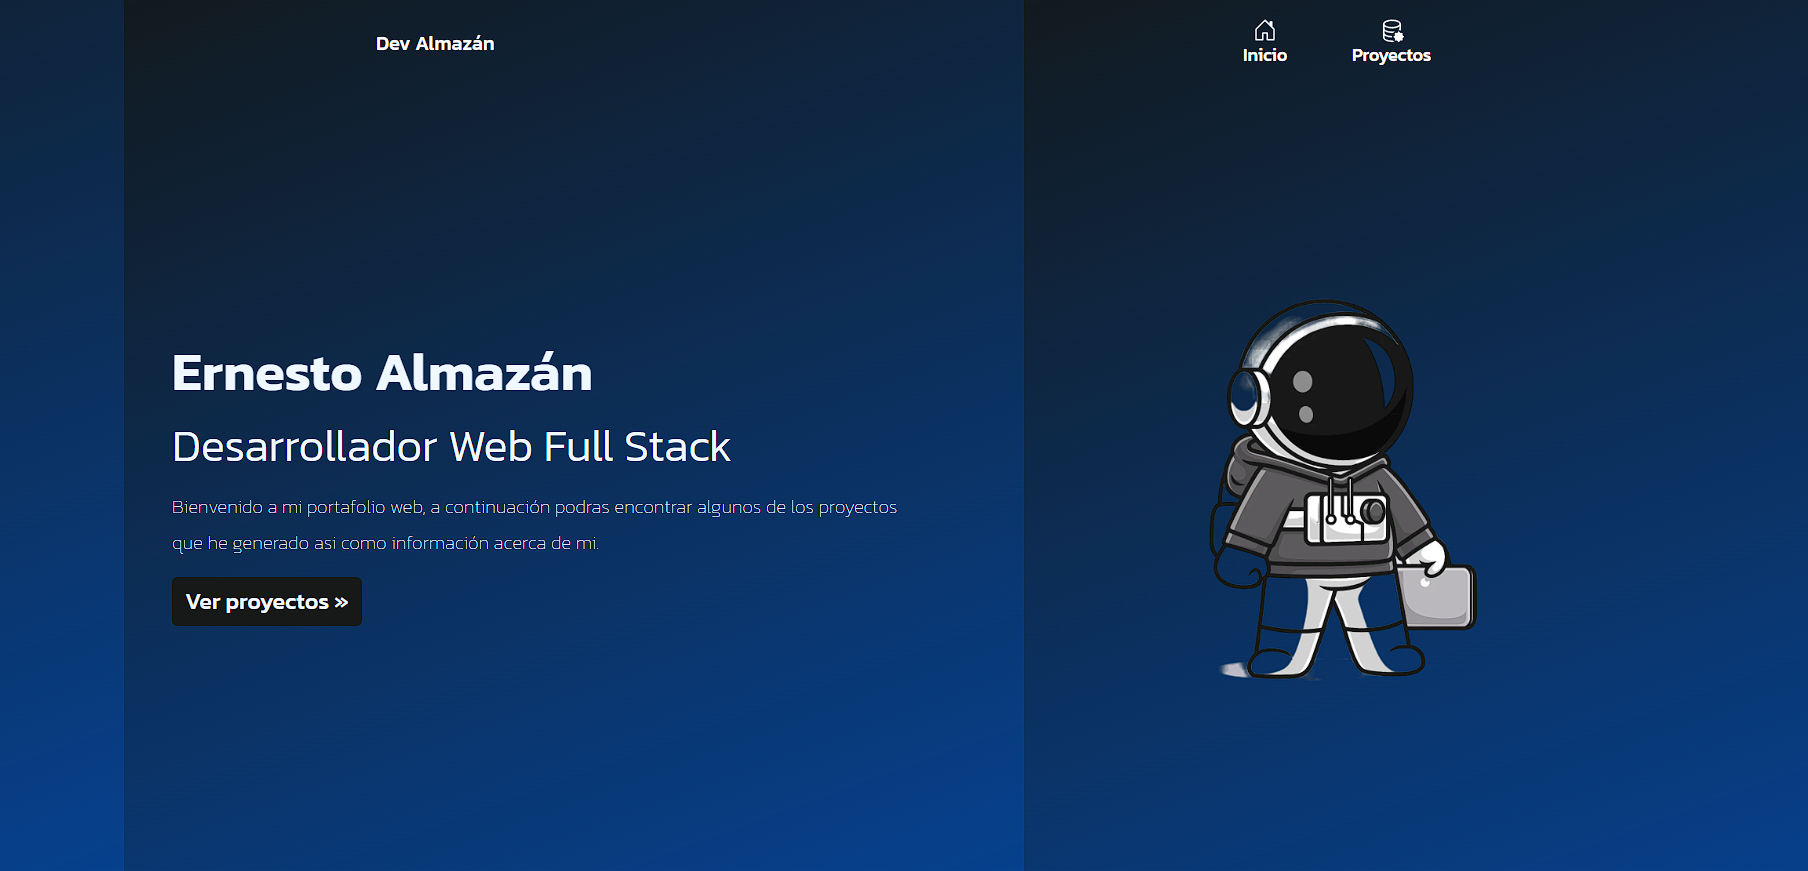 Dev Almazán
Inicio
Proyectos
Ernesto Almazán
Desarrollador Web Full Stack
Bienvenido a mi portafolio web, a continuación podras encontrar algunos de los proyectos
que he generado asi como información acerca de mi.
Ver proyectos »